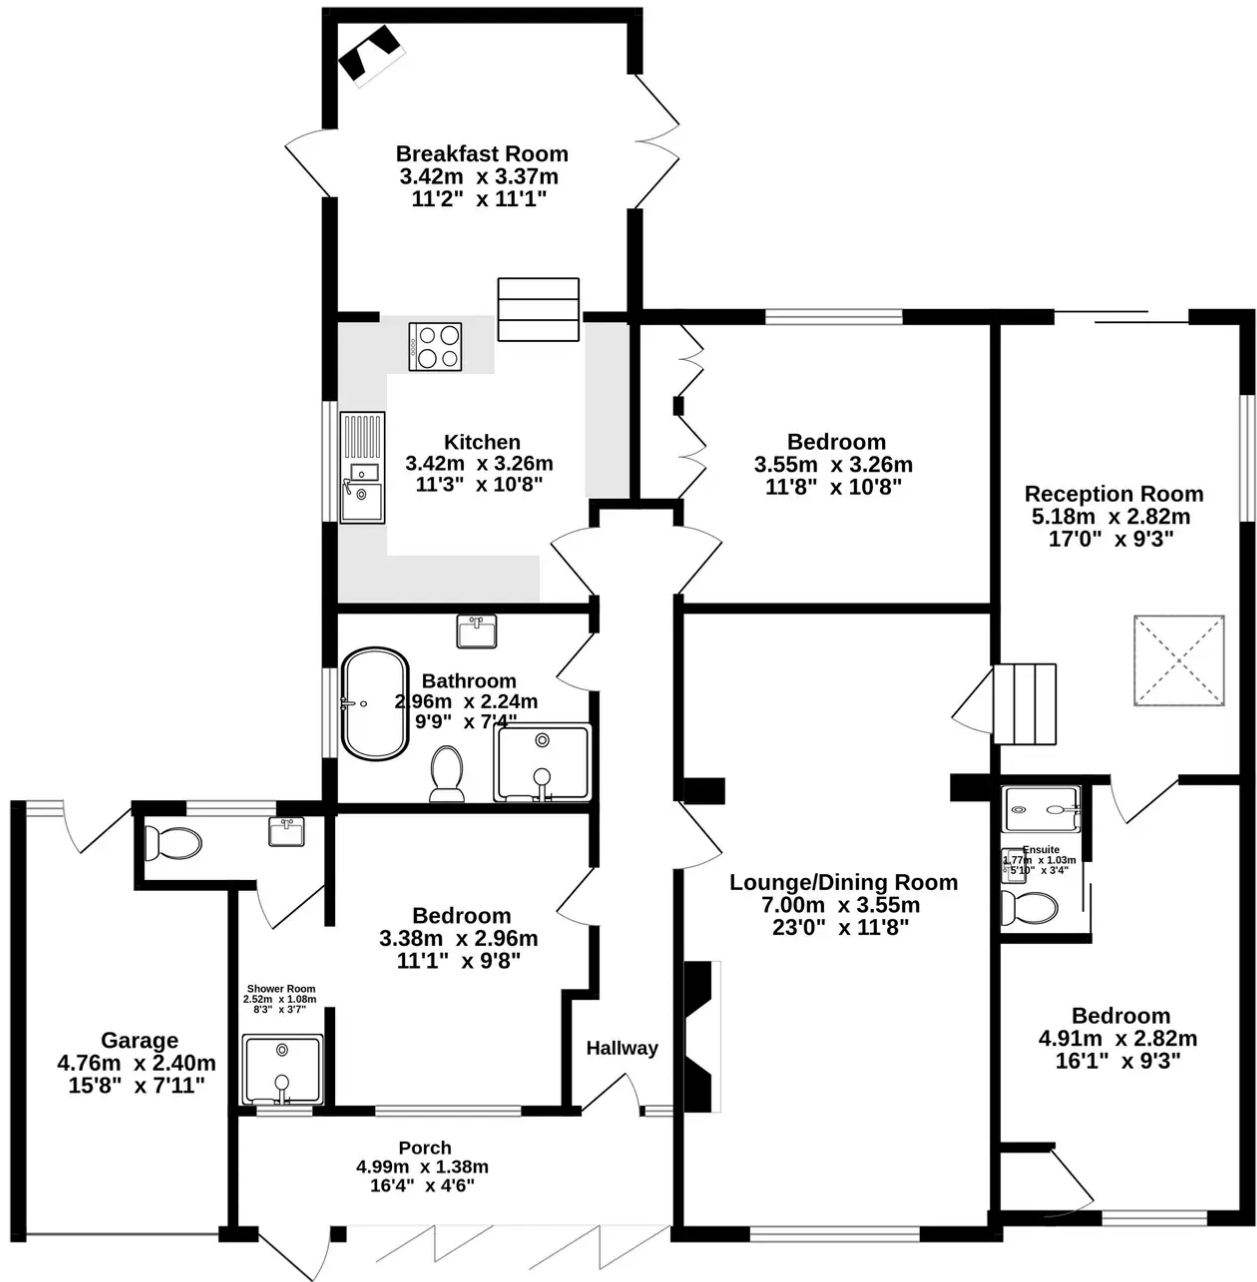 Breakfast Room
3.42m x 3.37m
11'2" x 11'1"
Kitchen
3.42m x 3.26m
11'3" x 10'8"
Bedroom
3.55m x 3.26m
11'8" x 10'8"
Reception Room
5.18m x 2.82m
17'0" x 9'3"
Bathroom
2.96m x 2.24m
9'9" x 7'4"
Ensuite
1.77m x 1.03m
5'10" x 3'4"
Lounge/Dining Room
7.00m x 3.55m
23'0" x 11'8"
Bedroom
3.38m x 2.96m
11'1" x 9'8"
Shower Room
2.52m x 1.08m
8'3" x 3'7"
Garage
4.76m x 2.40m
15'8" x 7'11"
Hallway
Bedroom
4.91m x 2.82m
16'1" x 9'3"
Porch
4.99m x 1.38m
16'4" x 4'6"